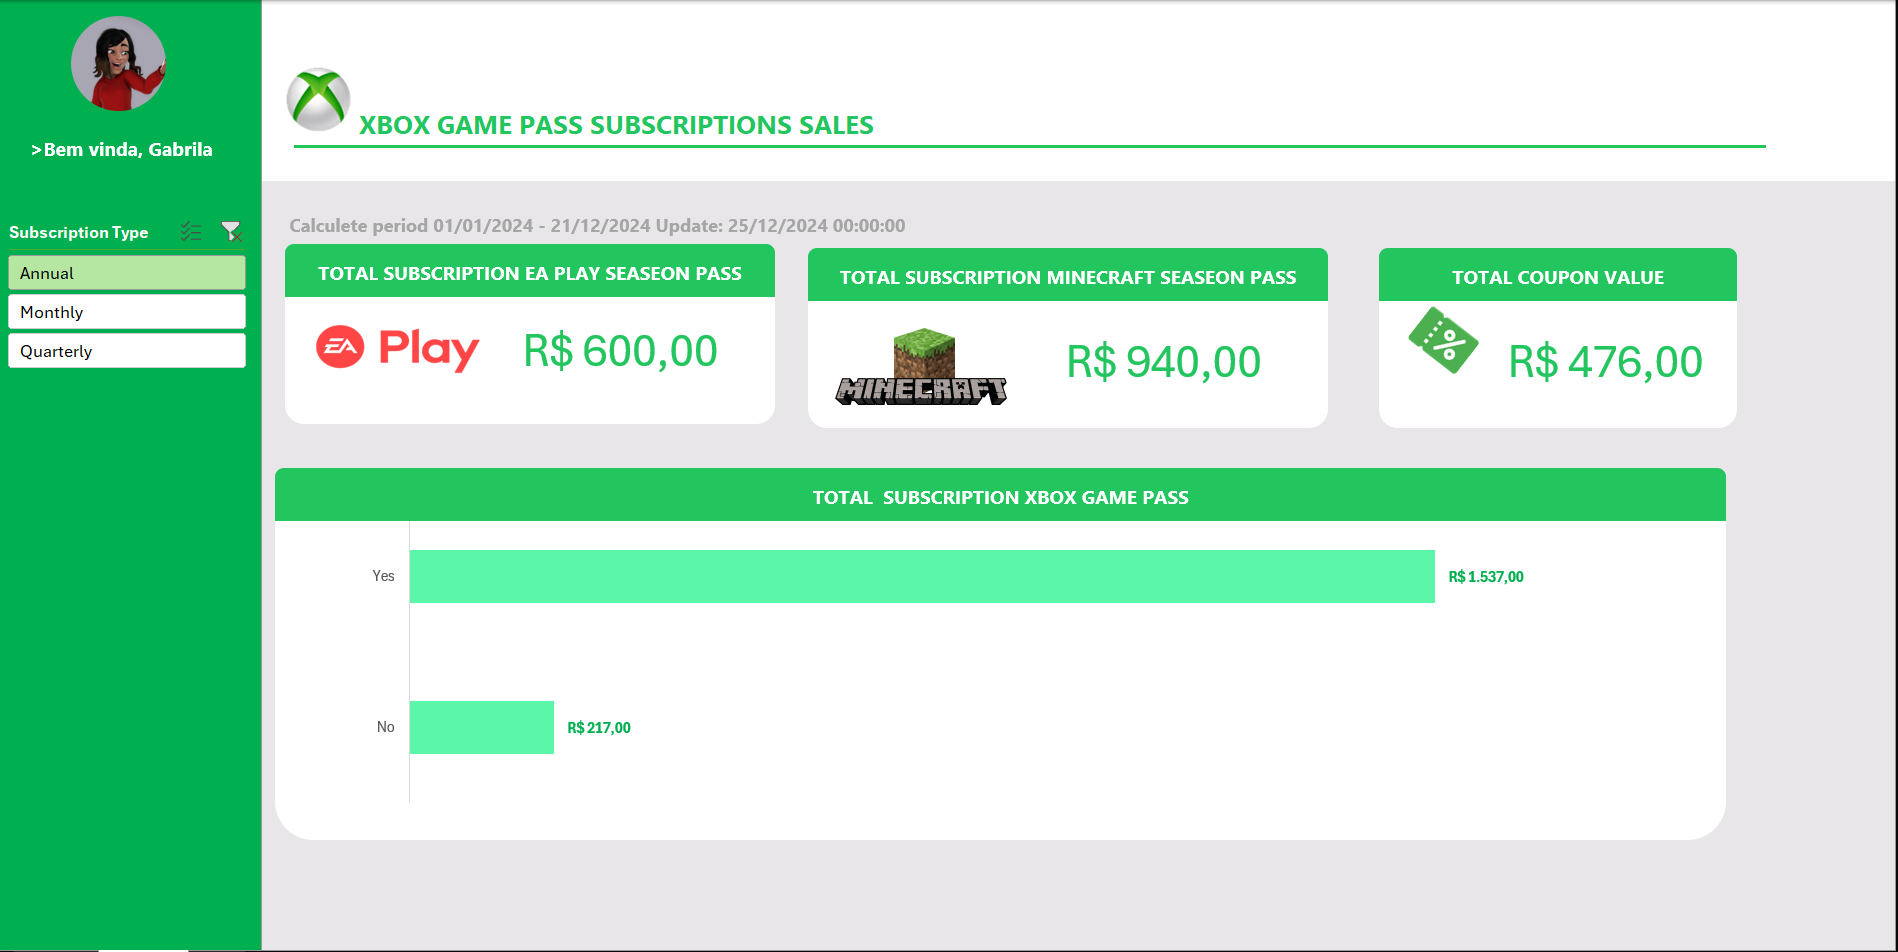 >Bem vinda, Gabrila
Subscription Type
Annual
Monthly
Quarterly
XBOX GAME PASS SUBSCRIPTIONS SALES
Calculete period 01/01/2024 - 21/12/2024 Update: 25/12/2024 00:00:00
TOTAL SUBSCRIPTION EA PLAY SEASEON PASS
EA Play
R$ 600,00
TOTAL SUBSCRIPTION MINECRAFT SEASEON PASS
MINECRAFT
R$ 940,00
TOTAL COUPON VALUE
%
R$ 476,00
TOTAL  SUBSCRIPTION XBOX GAME PASS
Yes
R$ 1.537,00
No
R$ 217,00